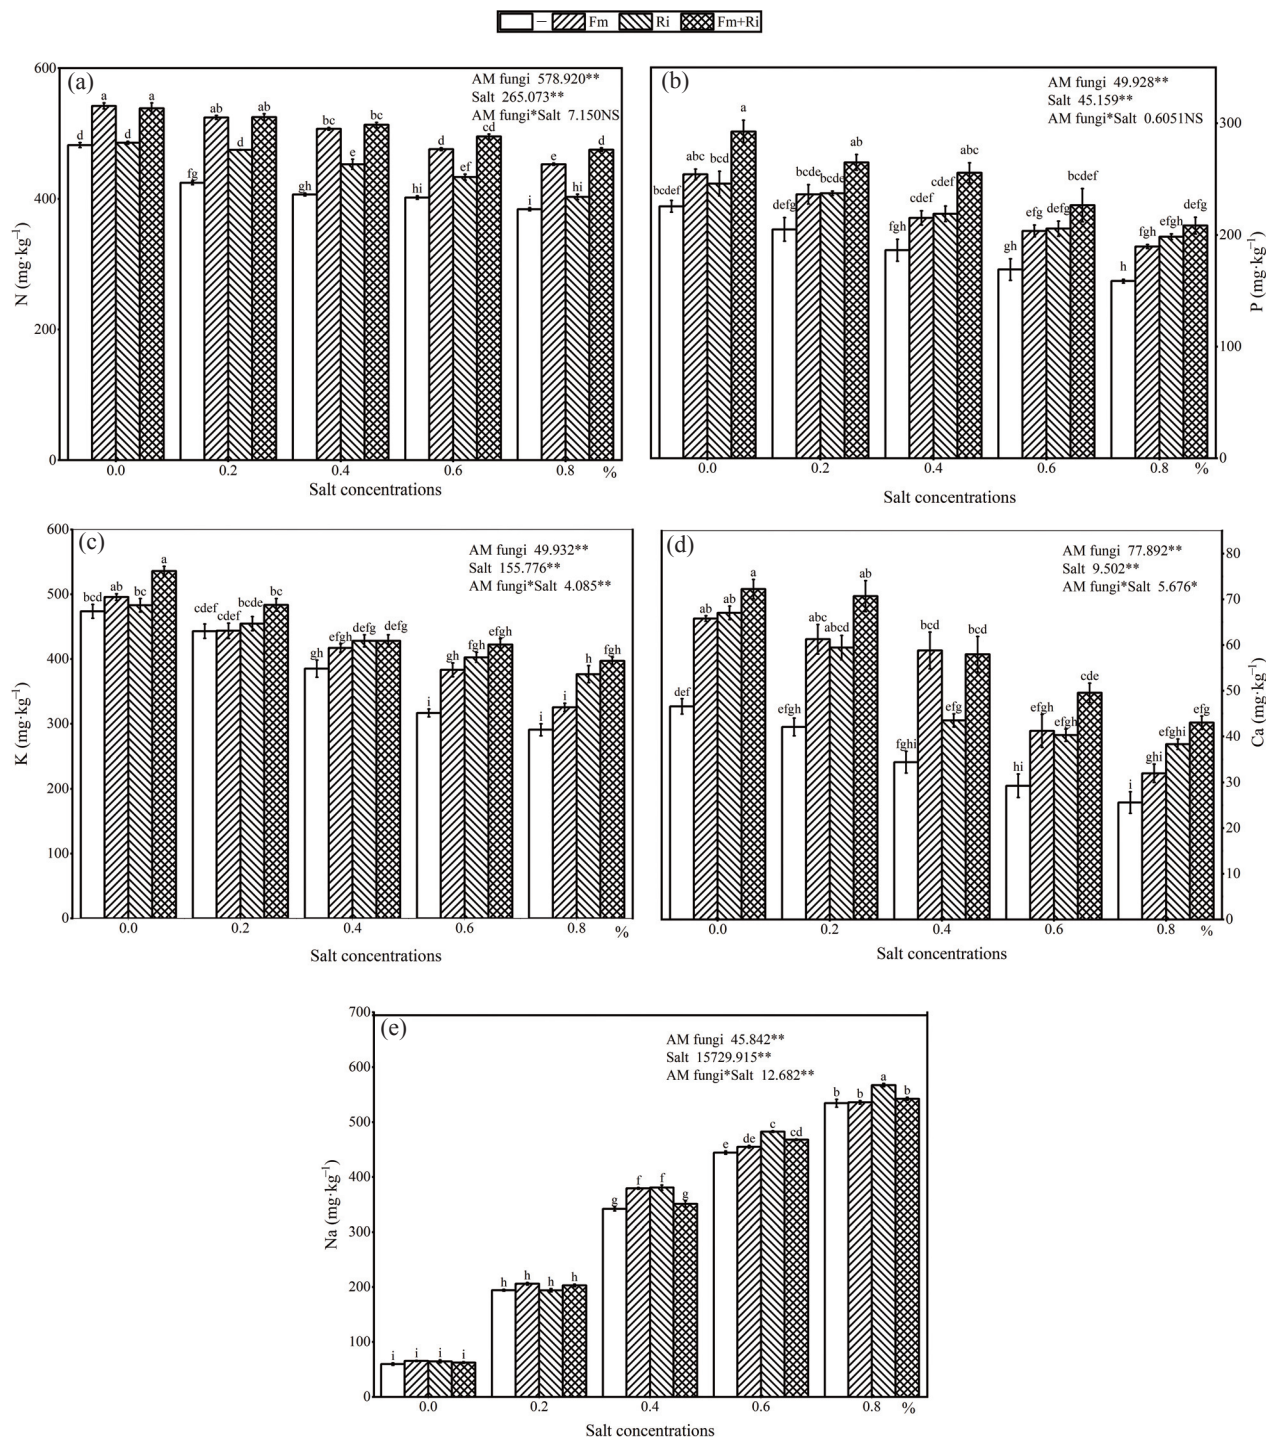 – Fm Ri Fm+Ri
(a)
AM fungi 578.920**
Salt 265.073**
AM fungi*Salt 7.150NS
600
400
200
0
N (mg·kg⁻¹)
d a d a
fg ab d ab
gh bc e bc
hi d ef cd
i e hi d
0.0 0.2 0.4 0.6 0.8 %
Salt concentrations
(b)
AM fungi 49.928**
Salt 45.159**
AM fungi*Salt 0.6051NS
300
200
100
0
P (mg·kg⁻¹)
bcdef abc bcd a
defg bcde bcde ab
fgh cdef cdef abc
gh efg defg bcdef
h fgh efgh defg
0.0 0.2 0.4 0.6 0.8 %
Salt concentrations
(c)
AM fungi 49.932**
Salt 155.776**
AM fungi*Salt 4.085**
600
500
400
300
200
100
0
K (mg·kg⁻¹)
bcd ab bc a
cdef cdef bcde bc
gh efgh defg defg
i gh fgh efgh
i i h fgh
0.0 0.2 0.4 0.6 0.8 %
Salt concentrations
(d)
AM fungi 77.892**
Salt 9.502**
AM fungi*Salt 5.676*
80
70
60
50
40
30
20
10
0
Ca (mg·kg⁻¹)
def ab ab a
efgh abc abcd ab
fghi bcd efg bcd
hi efgh efgh cde
i ghi efghi efg
0.0 0.2 0.4 0.6 0.8 %
Salt concentrations
(e)
AM fungi 45.842**
Salt 15729.915**
AM fungi*Salt 12.682**
700
600
500
400
300
200
100
0
Na (mg·kg⁻¹)
i i i i
h h h h
g f f g
e de c cd
b b a b
0.0 0.2 0.4 0.6 0.8 %
Salt concentrations